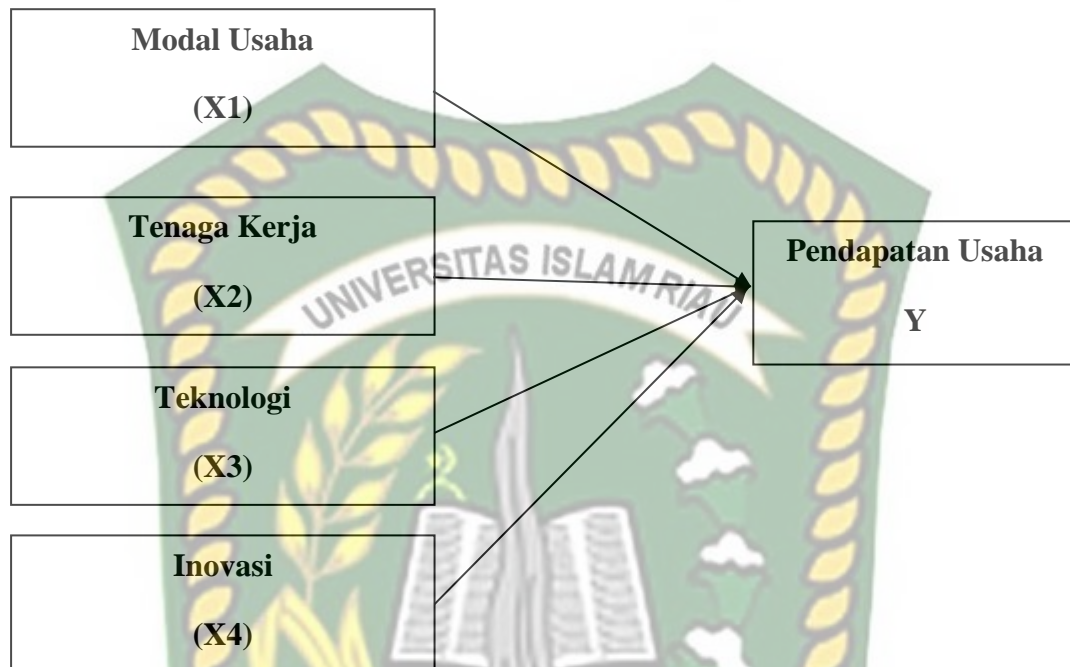 Modal Usaha
(X1)
Tenaga Kerja
(X2)
Teknologi
(X3)
Inovasi
(X4)
Pendapatan Usaha
Y
UNIVERSITAS ISLAM RIAU